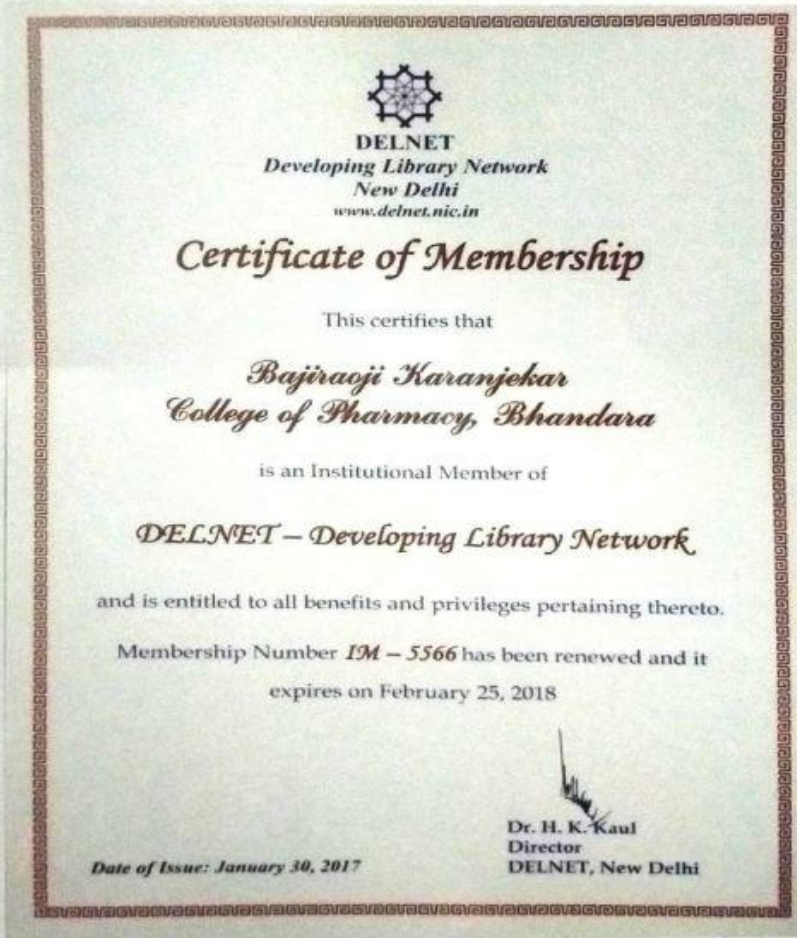 DELNET
Developing Library Network
New Delhi
www.delnet.nic.in
Certificate of Membership
This certifies that
Bajiraoji Karanjekar
College of Pharmacy, Bhandara
is an Institutional Member of
DELNET – Developing Library Network
and is entitled to all benefits and privileges pertaining thereto.
Membership Number IM – 5566 has been renewed and it
expires on February 25, 2018
Dr. H. K. Kaul
Director
DELNET, New Delhi
Date of Issue: January 30, 2017